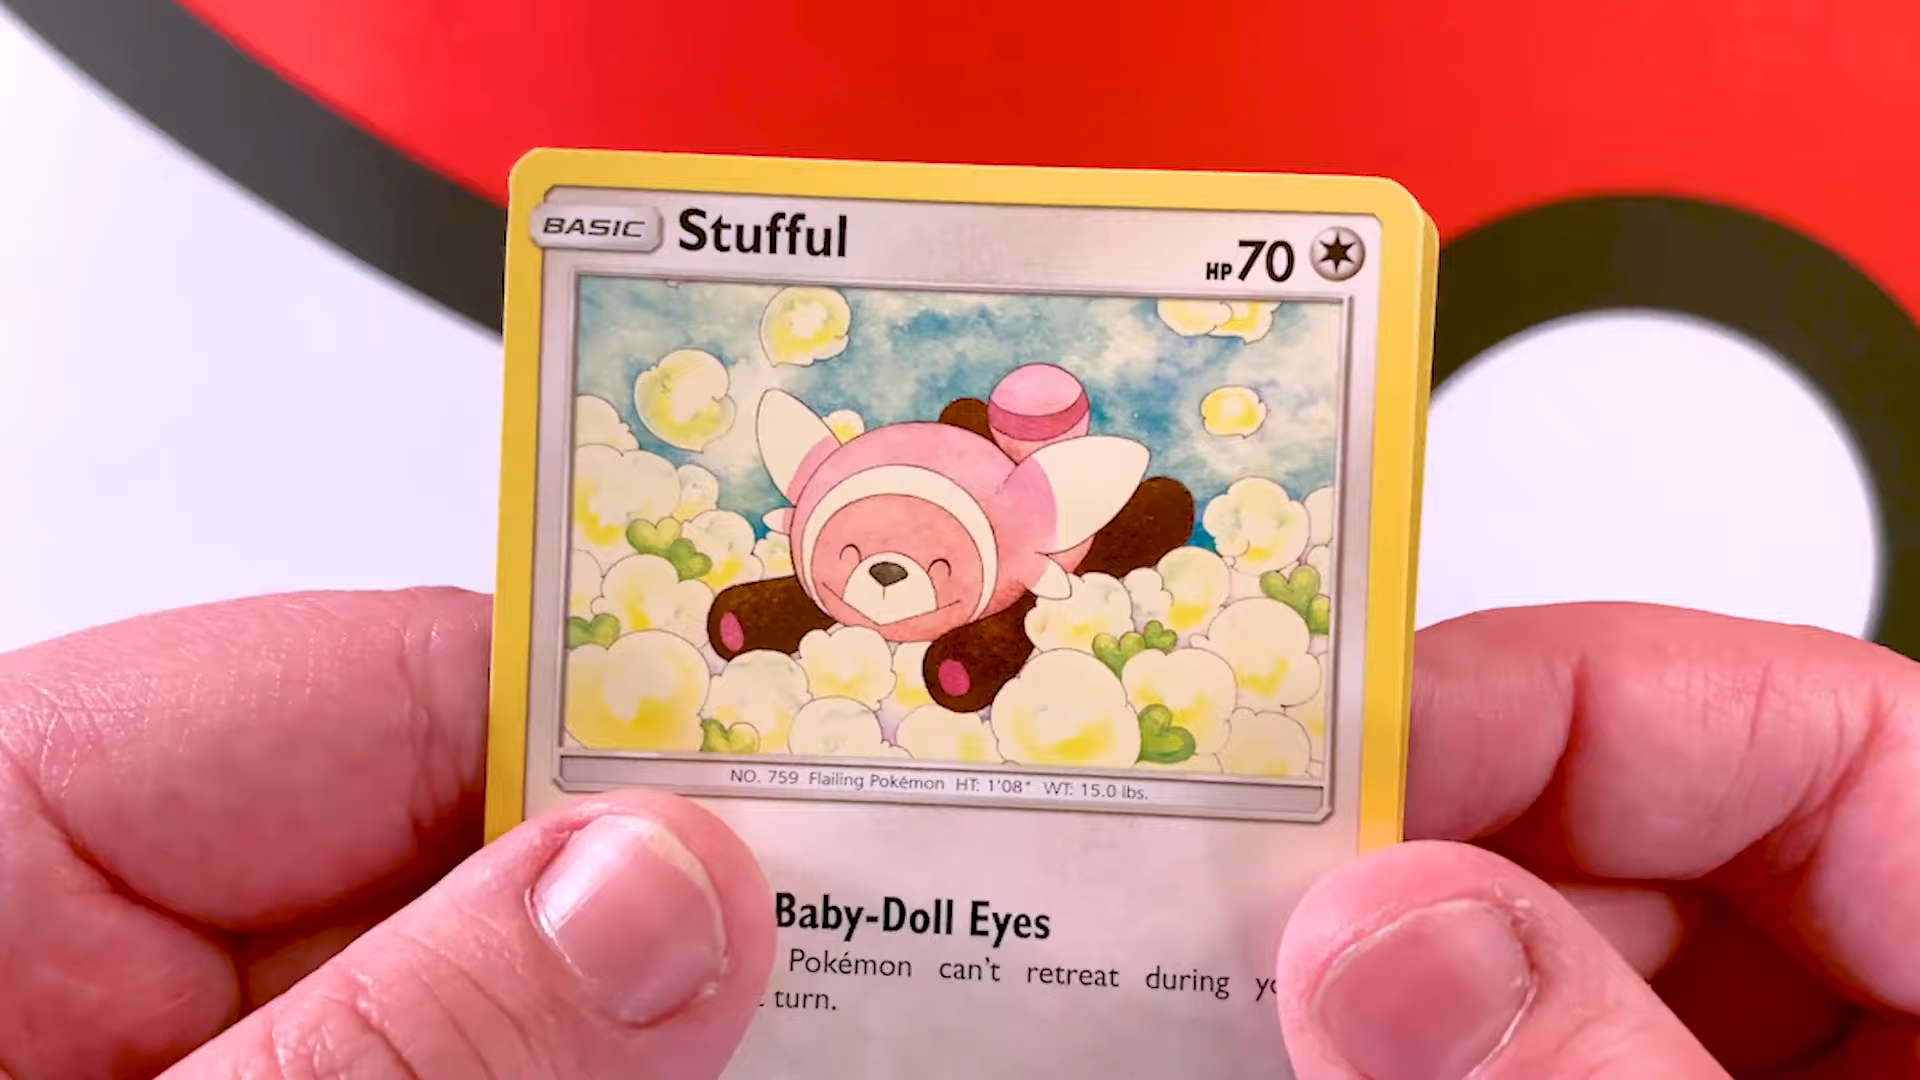 BASIC Stufful HP 70
NO. 759 Flailing Pokémon HT: 1'08" WT: 15.0 lbs.
Baby-Doll Eyes
Pokémon can't retreat during
turn.